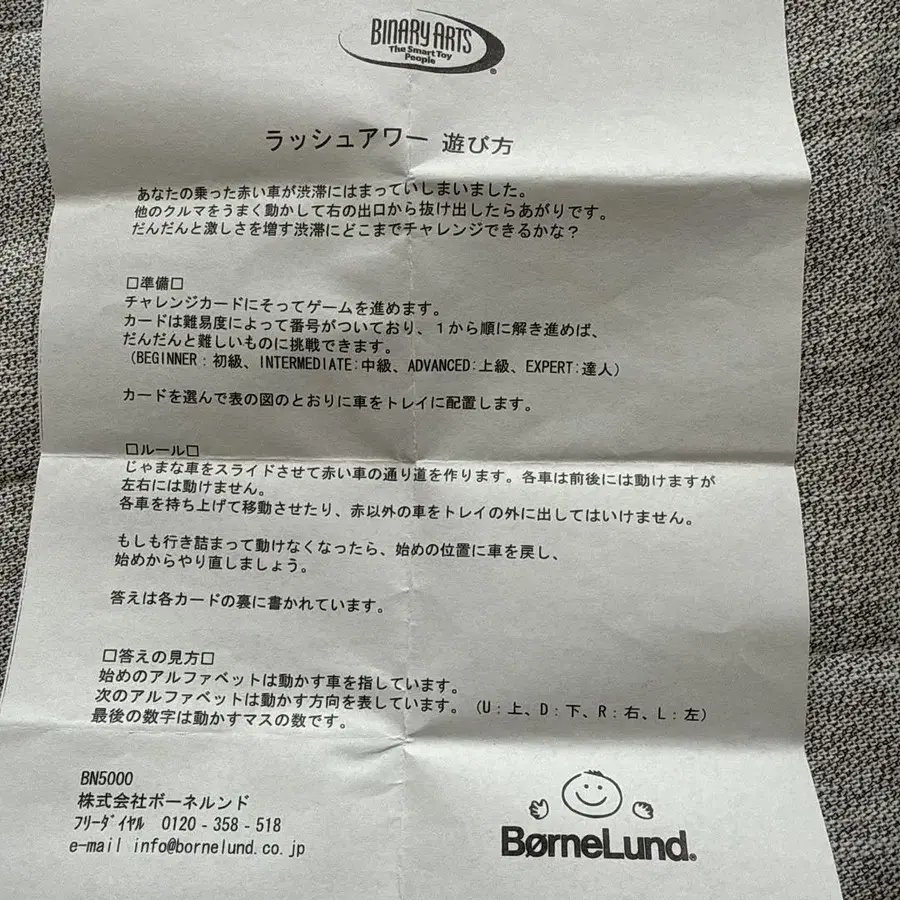 BINARY ARTS
The Smart Toy
People
®
ラッシュアワー 遊び方
あなたの乗った赤い車が渋滞にはまっていしまいました。
他のクルマをうまく動かして右の出口から抜け出したらあがりです。
だんだんと激しさを増す渋滞にどこまでチャレンジできるかな？
□準備□
チャレンジカードにそってゲームを進めます。
カードは難易度によって番号がついており、１から順に解き進めば、
だんだんと難しいものに挑戦できます。
（BEGINNER：初級、INTERMEDIATE:中級、ADVANCED:上級、EXPERT:達人）
カードを選んで表の図のとおりに車をトレイに配置します。
□ルール□
じゃまな車をスライドさせて赤い車の通り道を作ります。各車は前後には動けますが
左右には動けません。
各車を持ち上げて移動させたり、赤以外の車をトレイの外に出してはいけません。
もしも行き詰まって動けなくなったら、始めの位置に車を戻し、
始めからやり直しましょう。
答えは各カードの裏に書かれています。
□答えの見方□
始めのアルファベットは動かす車を指しています。
次のアルファベットは動かす方向を表しています。（U：上、D：下、R：右、L：左）
最後の数字は動かすマスの数です。
BN5000
株式会社ボーネルンド
ﾌﾘｰﾀﾞｲﾔﾙ 0120-358-518
e-mail info@bornelund.co.jp
BørneLund®